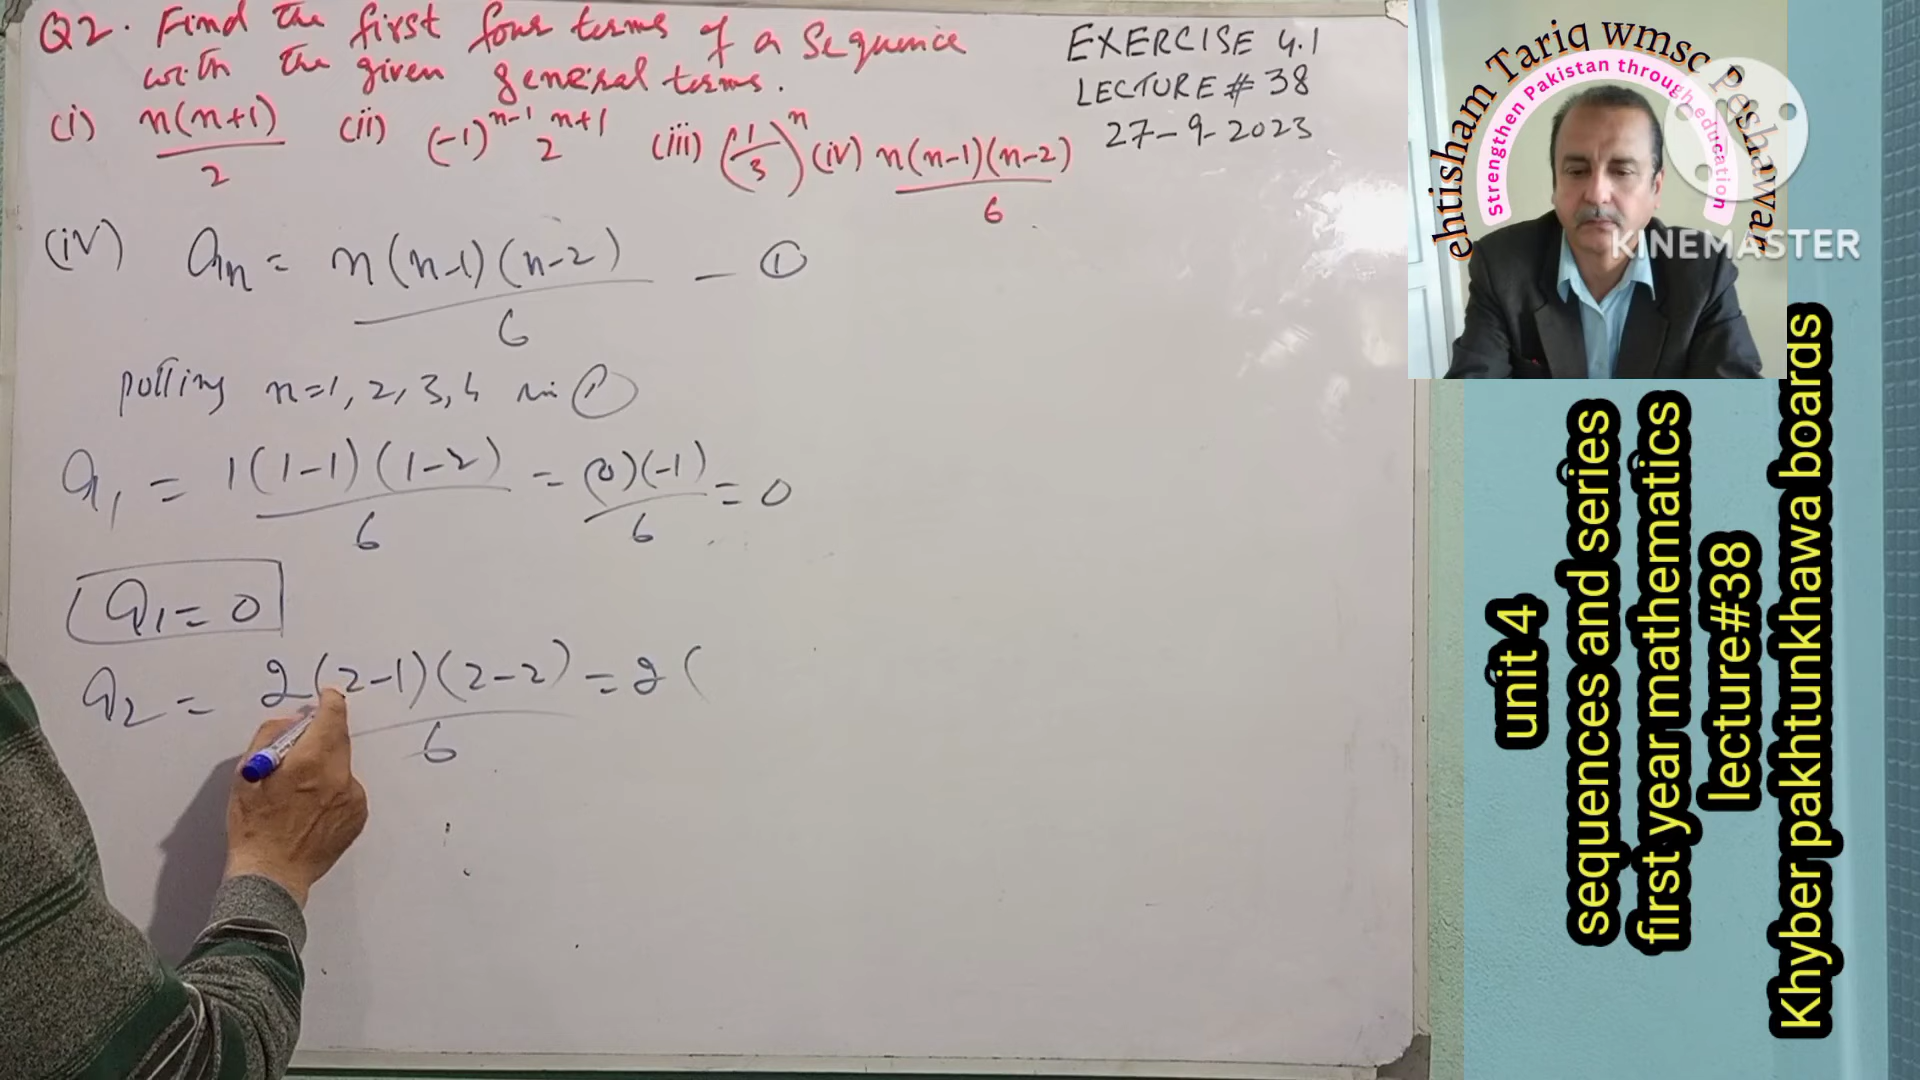 Q2. Find the first four terms of a sequence
with the given general terms.
(i) n(n+1)/2 (ii) (-1)^{n-1} 2^{n+1} (iii) (1/3)^n (iv) n(n-1)(n-2)/6
EXERCISE 4.1
LECTURE # 38
27-9-2023
(iv) a_n = n(n-1)(n-2)/6 — ①
putting n=1, 2, 3, 4 in ①
a_1 = 1(1-1)(1-2)/6 = (0)(-1)/6 = 0
a_1 = 0
a_2 = 2(2-1)(2-2)/6 = 2(
ehtisham Tariq wmsc Peshawar
Strengthen Pakistan through education
KINEMASTER
unit 4
sequences and series
first year mathematics
lecture#38
Khyber pakhtunkhawa boards